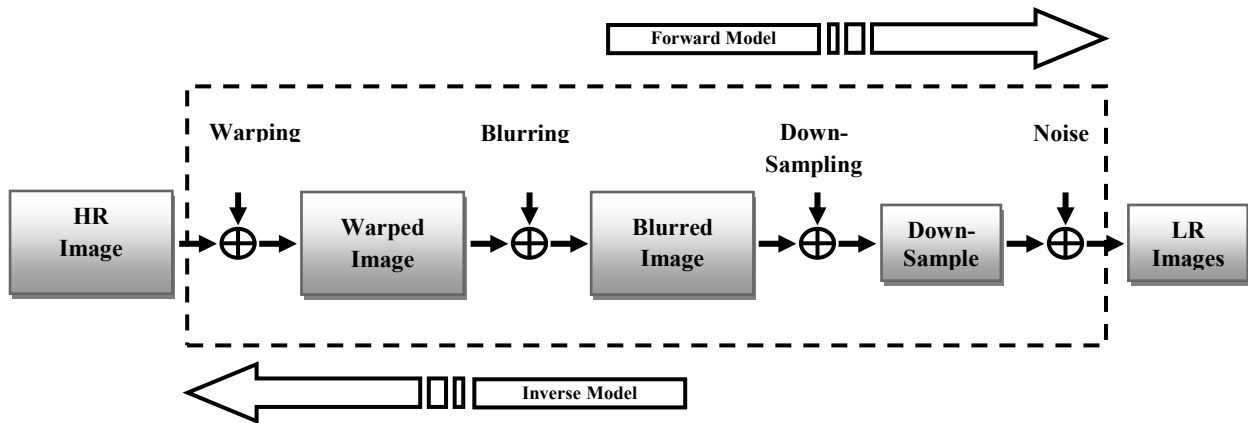 Forward Model
Warping
Blurring
Down-
Sampling
Noise
HR
Image
Warped
Image
Blurred
Image
Down-
Sample
LR
Images
Inverse Model